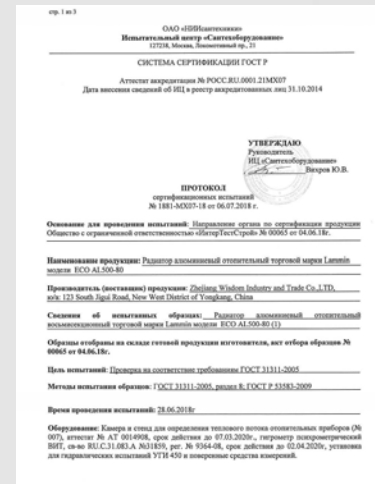 стр. 1 из 3
ОАО «НИИсантехники»
Испытательный центр «Сантехоборудование»
127238, Москва, Локомотивный пр., 21
СИСТЕМА СЕРТИФИКАЦИИ ГОСТ Р
Аттестат аккредитации № РОСС.RU.0001.21МХ07
Дата внесения сведений об ИЦ в реестр аккредитованных лиц 31.10.2014
УТВЕРЖДАЮ
Руководитель
ИЦ «Сантехоборудование»
Вихров Ю.В.
ПРОТОКОЛ
сертификационных испытаний
№ 1881-МХ07-18 от 06.07.2018 г.
Основание для проведения испытаний: Направление органа по сертификации продукции
Общество с ограниченной ответственностью «ИнтерТестСтрой» № 00065 от 04.06.18г.
Наименование продукции: Радиатор алюминиевый отопительный торговой марки Lammin
модели ECO AL500-80
Производитель (поставщик) продукции: Zhejiang Wisdom Industry and Trade Co.,LTD,
ю/а: 123 South Jigui Road, New West District of Yongkang, China
Сведения об испытанных образцах: Радиатор алюминиевый отопительный
восьмисекционный торговой марки Lammin модели ECO AL500-80 (1)
Образцы отобраны на складе готовой продукции изготовителя, акт отбора образцов №
00065 от 04.06.18г.
Цель испытаний: Проверка на соответствие требованиям ГОСТ 31311-2005
Методы испытания образцов: ГОСТ 31311-2005, раздел 8; ГОСТ Р 53583-2009
Время проведения испытаний: 28.06.2018г
Оборудование: Камера и стенд для определения теплового потока отопительных приборов (№
007), аттестат № АТ 0014908, срок действия до 07.03.2020г., гигрометр психрометрический
ВИТ, св-во RU.C.31.083.А №31859, рег. № 9364-08, срок действия до 02.04.2020г, установка
для гидравлических испытаний УГИ 450 и поверенные средства измерений.